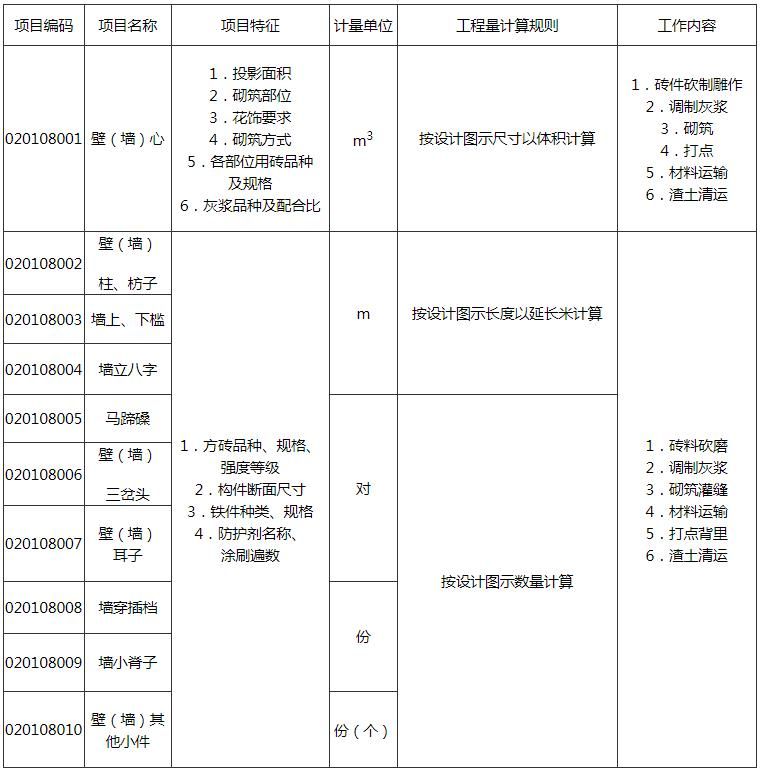 项目编码 项目名称 项目特征 计量单位 工程量计算规则 工作内容
020108001 壁（墙）心
1．投影面积
2．砌筑部位
3．花饰要求
4．砌筑方式
5．各部位用砖品种
及规格
6．灰浆品种及配合比
m³
按设计图示尺寸以体积计算
1．砖件砍制雕作
2．调制灰浆
3．砌筑
4．打点
5．材料运输
6．渣土清运
020108002 壁（墙）
柱、枋子
020108003 墙上、下槛
020108004 墙立八字
020108005 马蹄磉
020108006 壁（墙）
三岔头
020108007 壁（墙）
耳子
020108008 墙穿插档
020108009 墙小脊子
020108010 壁（墙）其
他小件
1．方砖品种、规格、
强度等级
2．构件断面尺寸
3．铁件种类、规格
4．防护剂名称、
涂刷遍数
m
对
份
份（个）
按设计图示长度以延长米计算
按设计图示数量计算
1．砖料砍磨
2．调制灰浆
3．砌筑灌缝
4．材料运输
5．打点背里
6．渣土清运